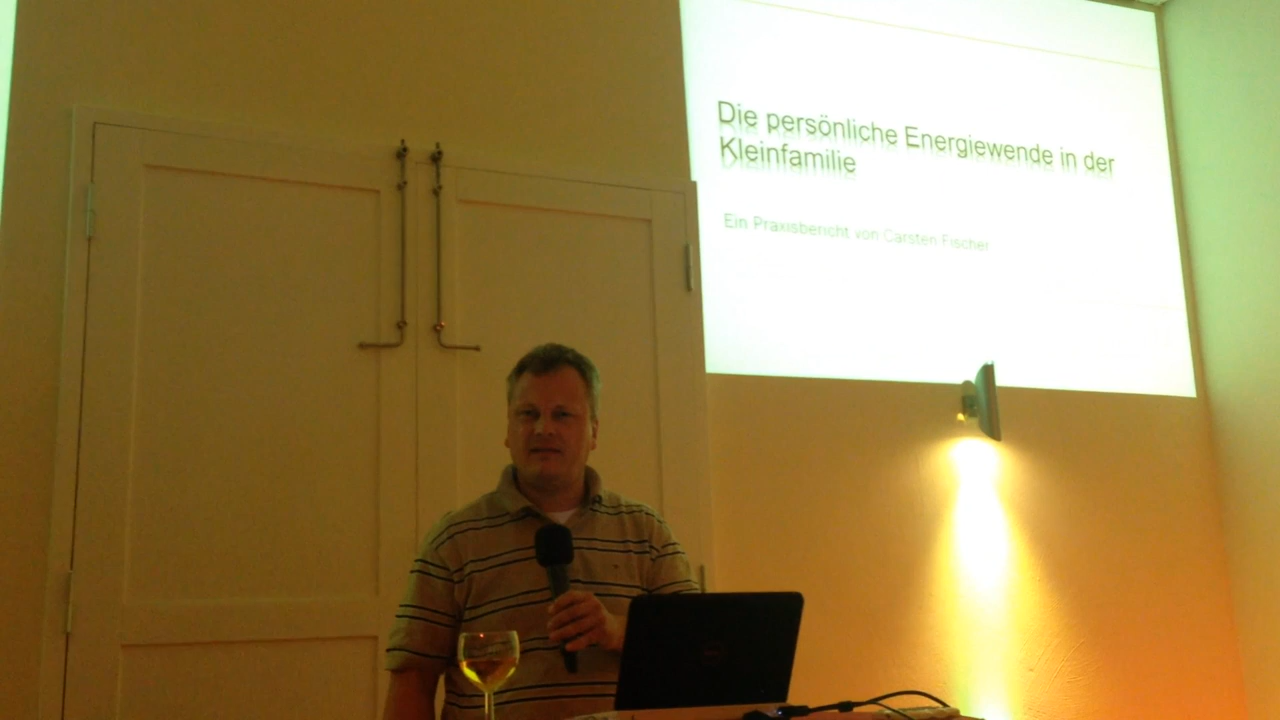 Die persönliche Energiewende in der
Kleinfamilie
Ein Praxisbericht von Carsten Fischer